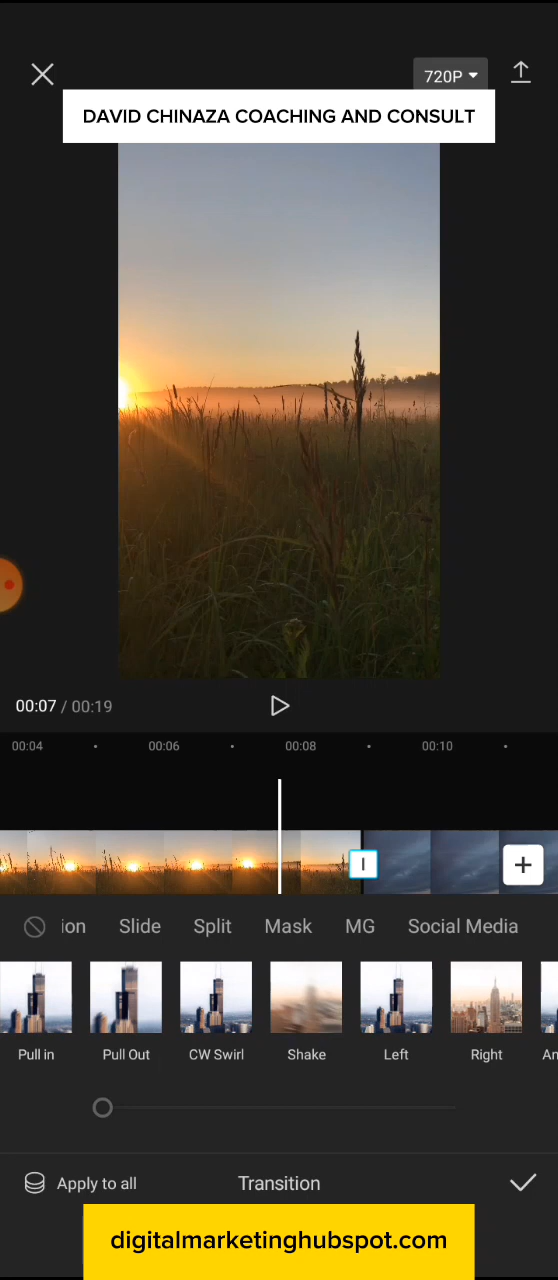 720P
DAVID CHINAZA COACHING AND CONSULT
00:07 / 00:19
00:04 00:06 00:08 00:10
ion Slide Split Mask MG Social Media
Pull in Pull Out CW Swirl Shake Left Right An
Apply to all Transition
digitalmarketinghubspot.com